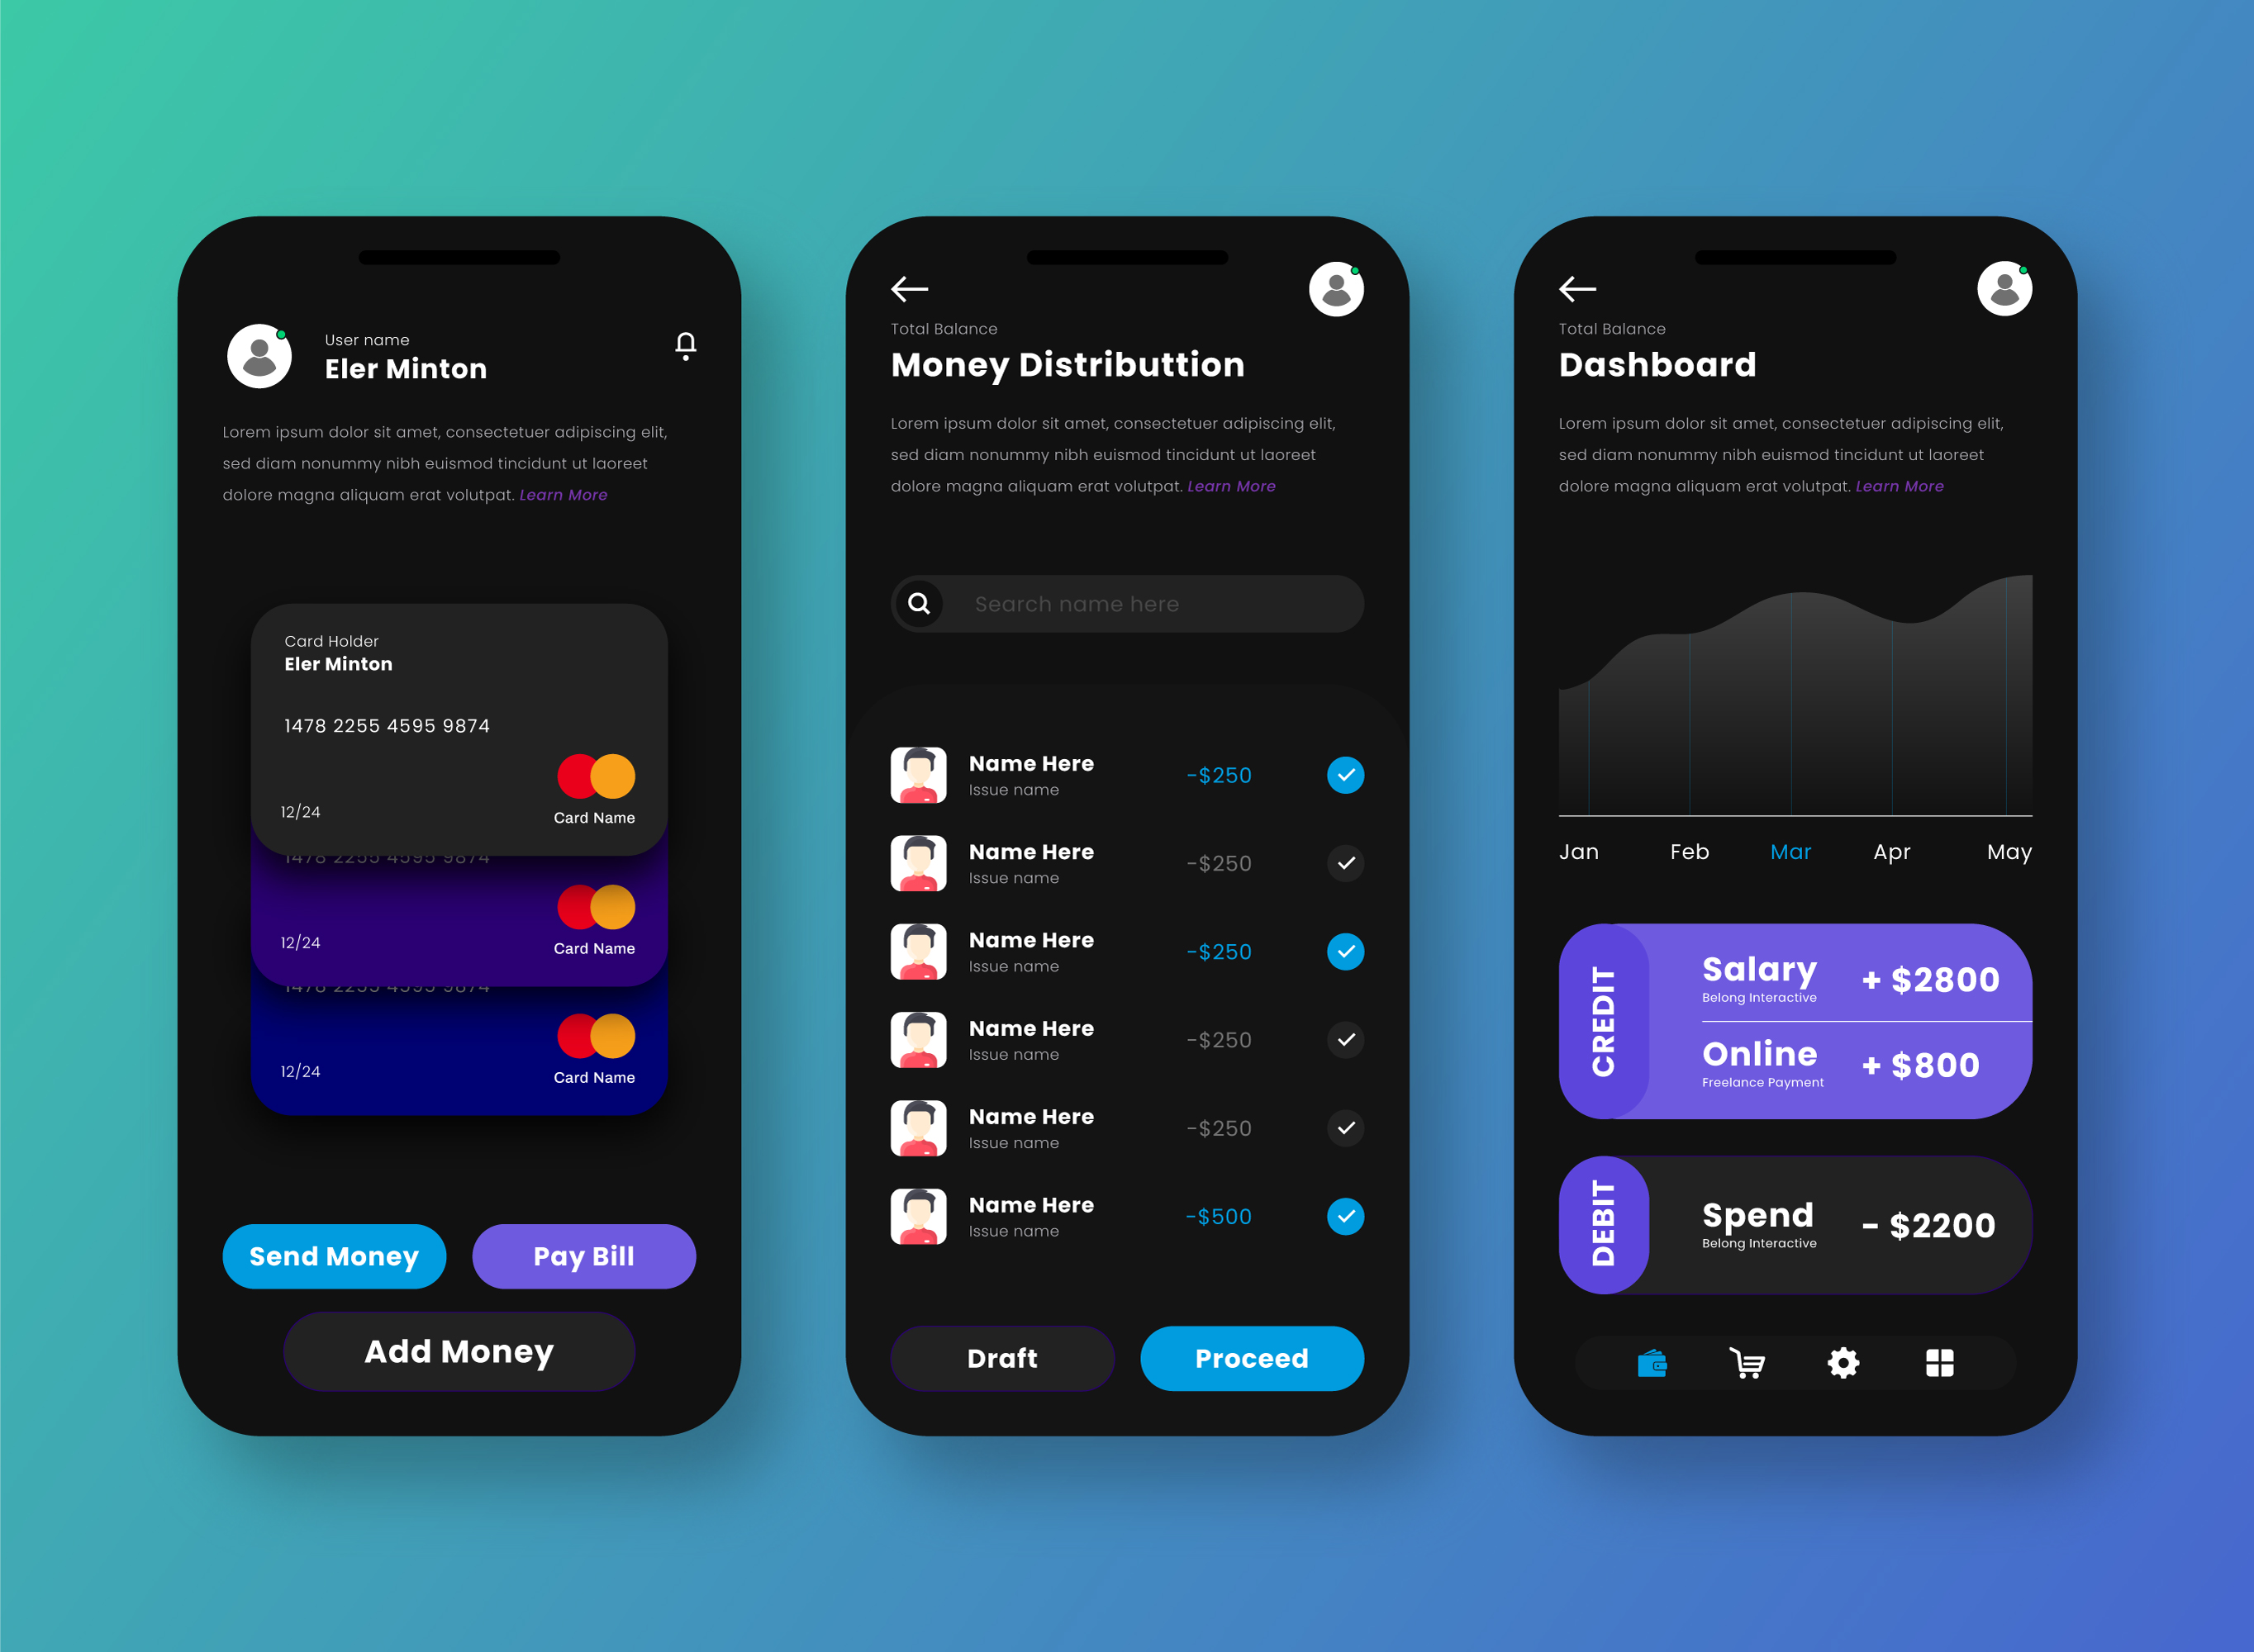 User name
Eler Minton
Lorem ipsum dolor sit amet, consectetuer adipiscing elit,
sed diam nonummy nibh euismod tincidunt ut laoreet
dolore magna aliquam erat volutpat. Learn More
Card Holder
Eler Minton
1478 2255 4595 9874
12/24
Card Name
1478 2255 4595 9874
12/24
Card Name
1478 2255 4595 9874
12/24
Card Name
Send Money
Pay Bill
Add Money
Total Balance
Money Distributtion
Lorem ipsum dolor sit amet, consectetuer adipiscing elit,
sed diam nonummy nibh euismod tincidunt ut laoreet
dolore magna aliquam erat volutpat. Learn More
Search name here
Name Here
Issue name
-$250
Name Here
Issue name
-$250
Name Here
Issue name
-$250
Name Here
Issue name
-$250
Name Here
Issue name
-$250
Name Here
Issue name
-$500
Draft
Proceed
Total Balance
Dashboard
Lorem ipsum dolor sit amet, consectetuer adipiscing elit,
sed diam nonummy nibh euismod tincidunt ut laoreet
dolore magna aliquam erat volutpat. Learn More
Jan Feb Mar Apr May
CREDIT
Salary
Belong Interactive
+ $2800
Online
Freelance Payment
+ $800
DEBIT
Spend
Belong Interactive
- $2200